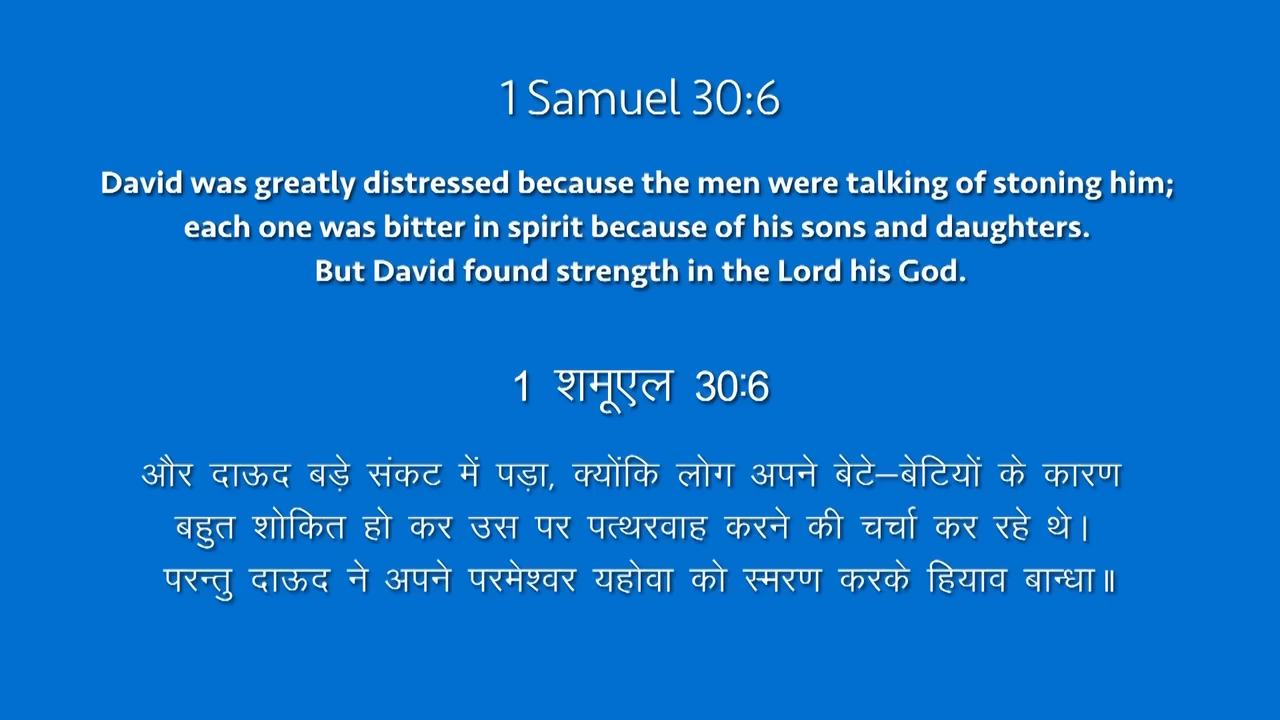 1 Samuel 30:6
David was greatly distressed because the men were talking of stoning him;
each one was bitter in spirit because of his sons and daughters.
But David found strength in the Lord his God.
1 शमूएल 30:6
और दाऊद बड़े संकट में पड़ा, क्योंकि लोग अपने बेटे–बेटियों के कारण
बहुत शोकित हो कर उस पर पत्थरवाह करने की चर्चा कर रहे थे।
परन्तु दाऊद ने अपने परमेश्वर यहोवा को स्मरण करके हियाव बान्धा॥